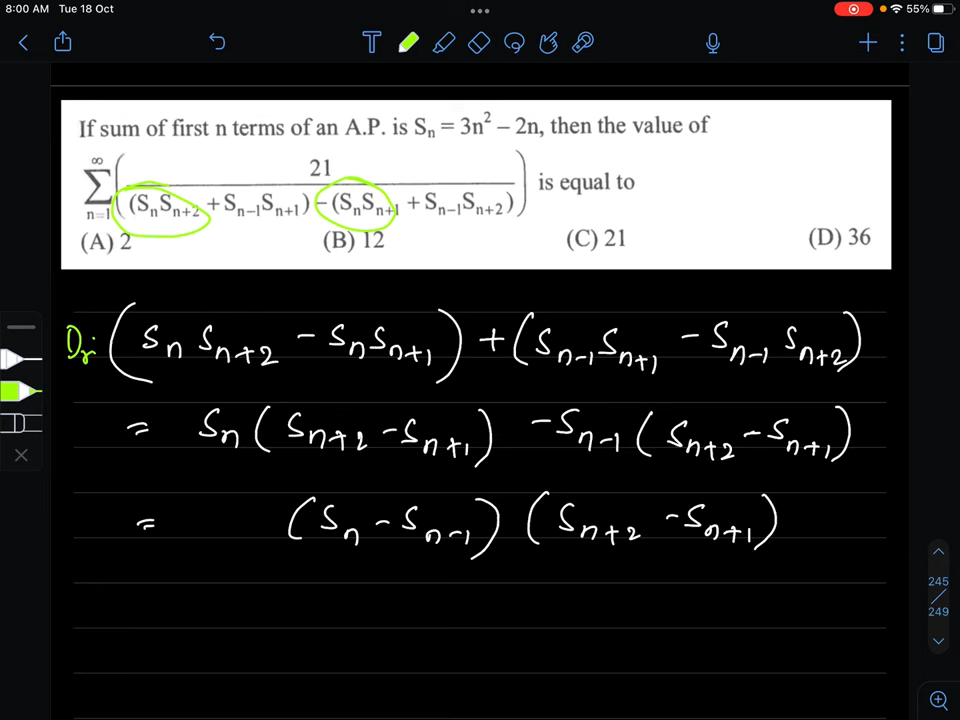 8:00 AM Tue 18 Oct
55%
If sum of first n terms of an A.P. is Sₙ = 3n² – 2n, then the value of
∑_{n=1}^{∞} ( 21 / ((SₙSₙ₊₂ + Sₙ₋₁Sₙ₊₁) – (SₙSₙ₊₁ + Sₙ₋₁Sₙ₊₂)) ) is equal to
(A) 2 (B) 12 (C) 21 (D) 36
Dr (Sₙ Sₙ₊₂ - Sₙ Sₙ₊₁) + (Sₙ₋₁ Sₙ₊₁ - Sₙ₋₁ Sₙ₊₂)
= Sₙ (Sₙ₊₂ - Sₙ₊₁) - Sₙ₋₁ (Sₙ₊₂ - Sₙ₊₁)
= (Sₙ - Sₙ₋₁) (Sₙ₊₂ - Sₙ₊₁)
245
/
249